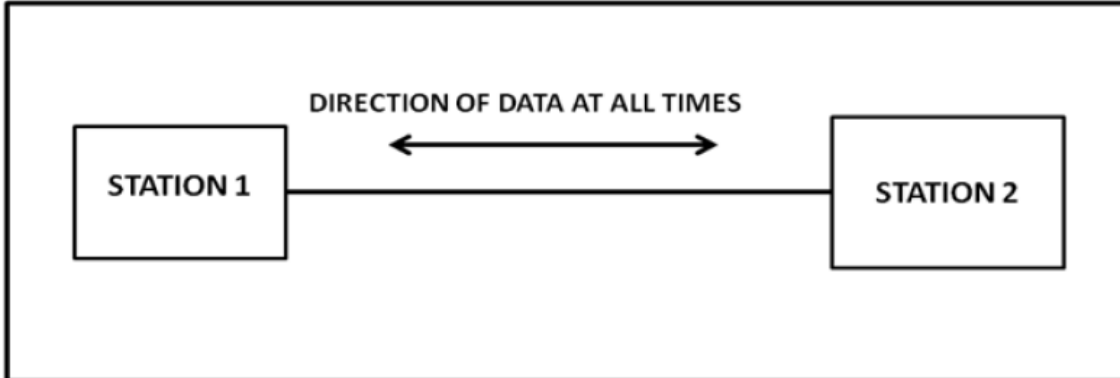 DIRECTION OF DATA AT ALL TIMES
STATION 1
STATION 2